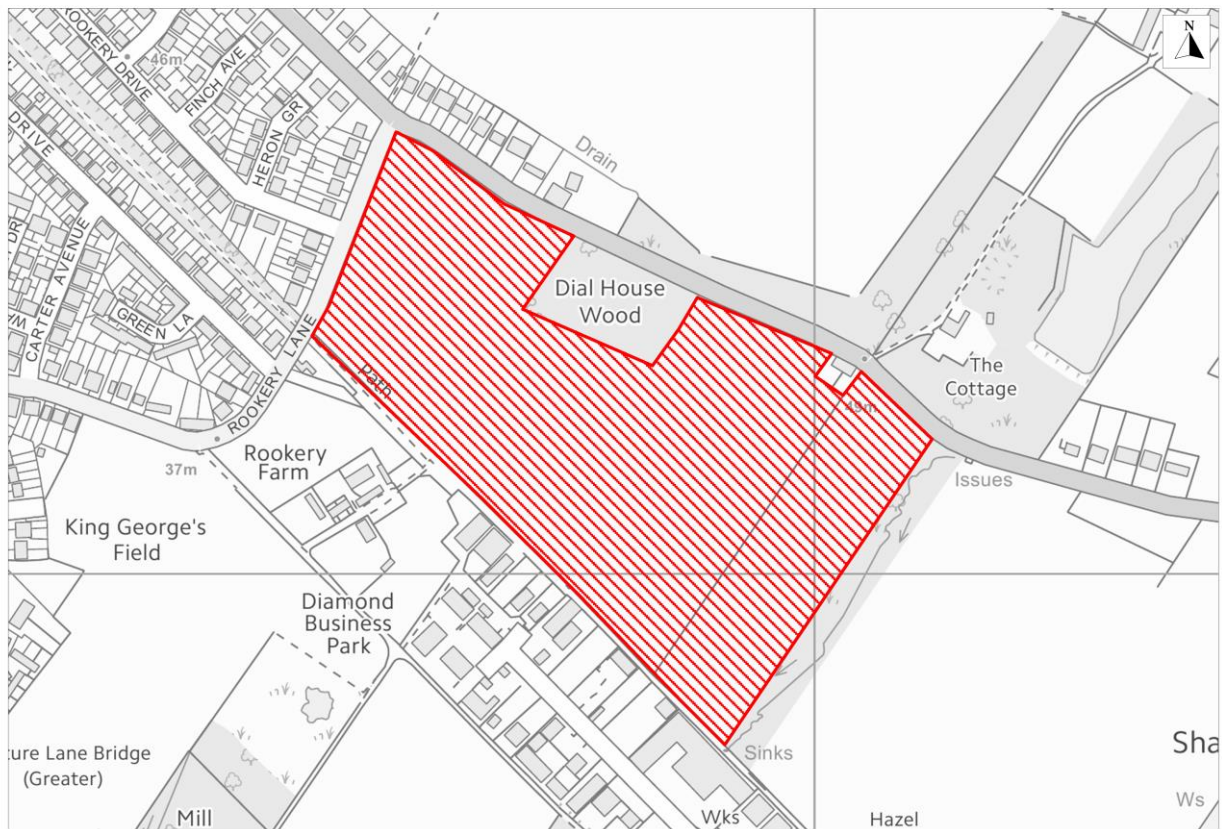 N
ROOKERY DRIVE
46m
FINCH AVE
HERON GR
DRIVE
Drain
CARTER AVENUE
DR
GREEN LA
ROOKERY LANE
Path
Dial House
Wood
The
Cottage
49m
Issues
37m
Rookery
Farm
King George's
Field
Diamond
Business
Park
Sinks
ture Lane Bridge
(Greater)
Mill
Wks
Hazel
Sha
Ws